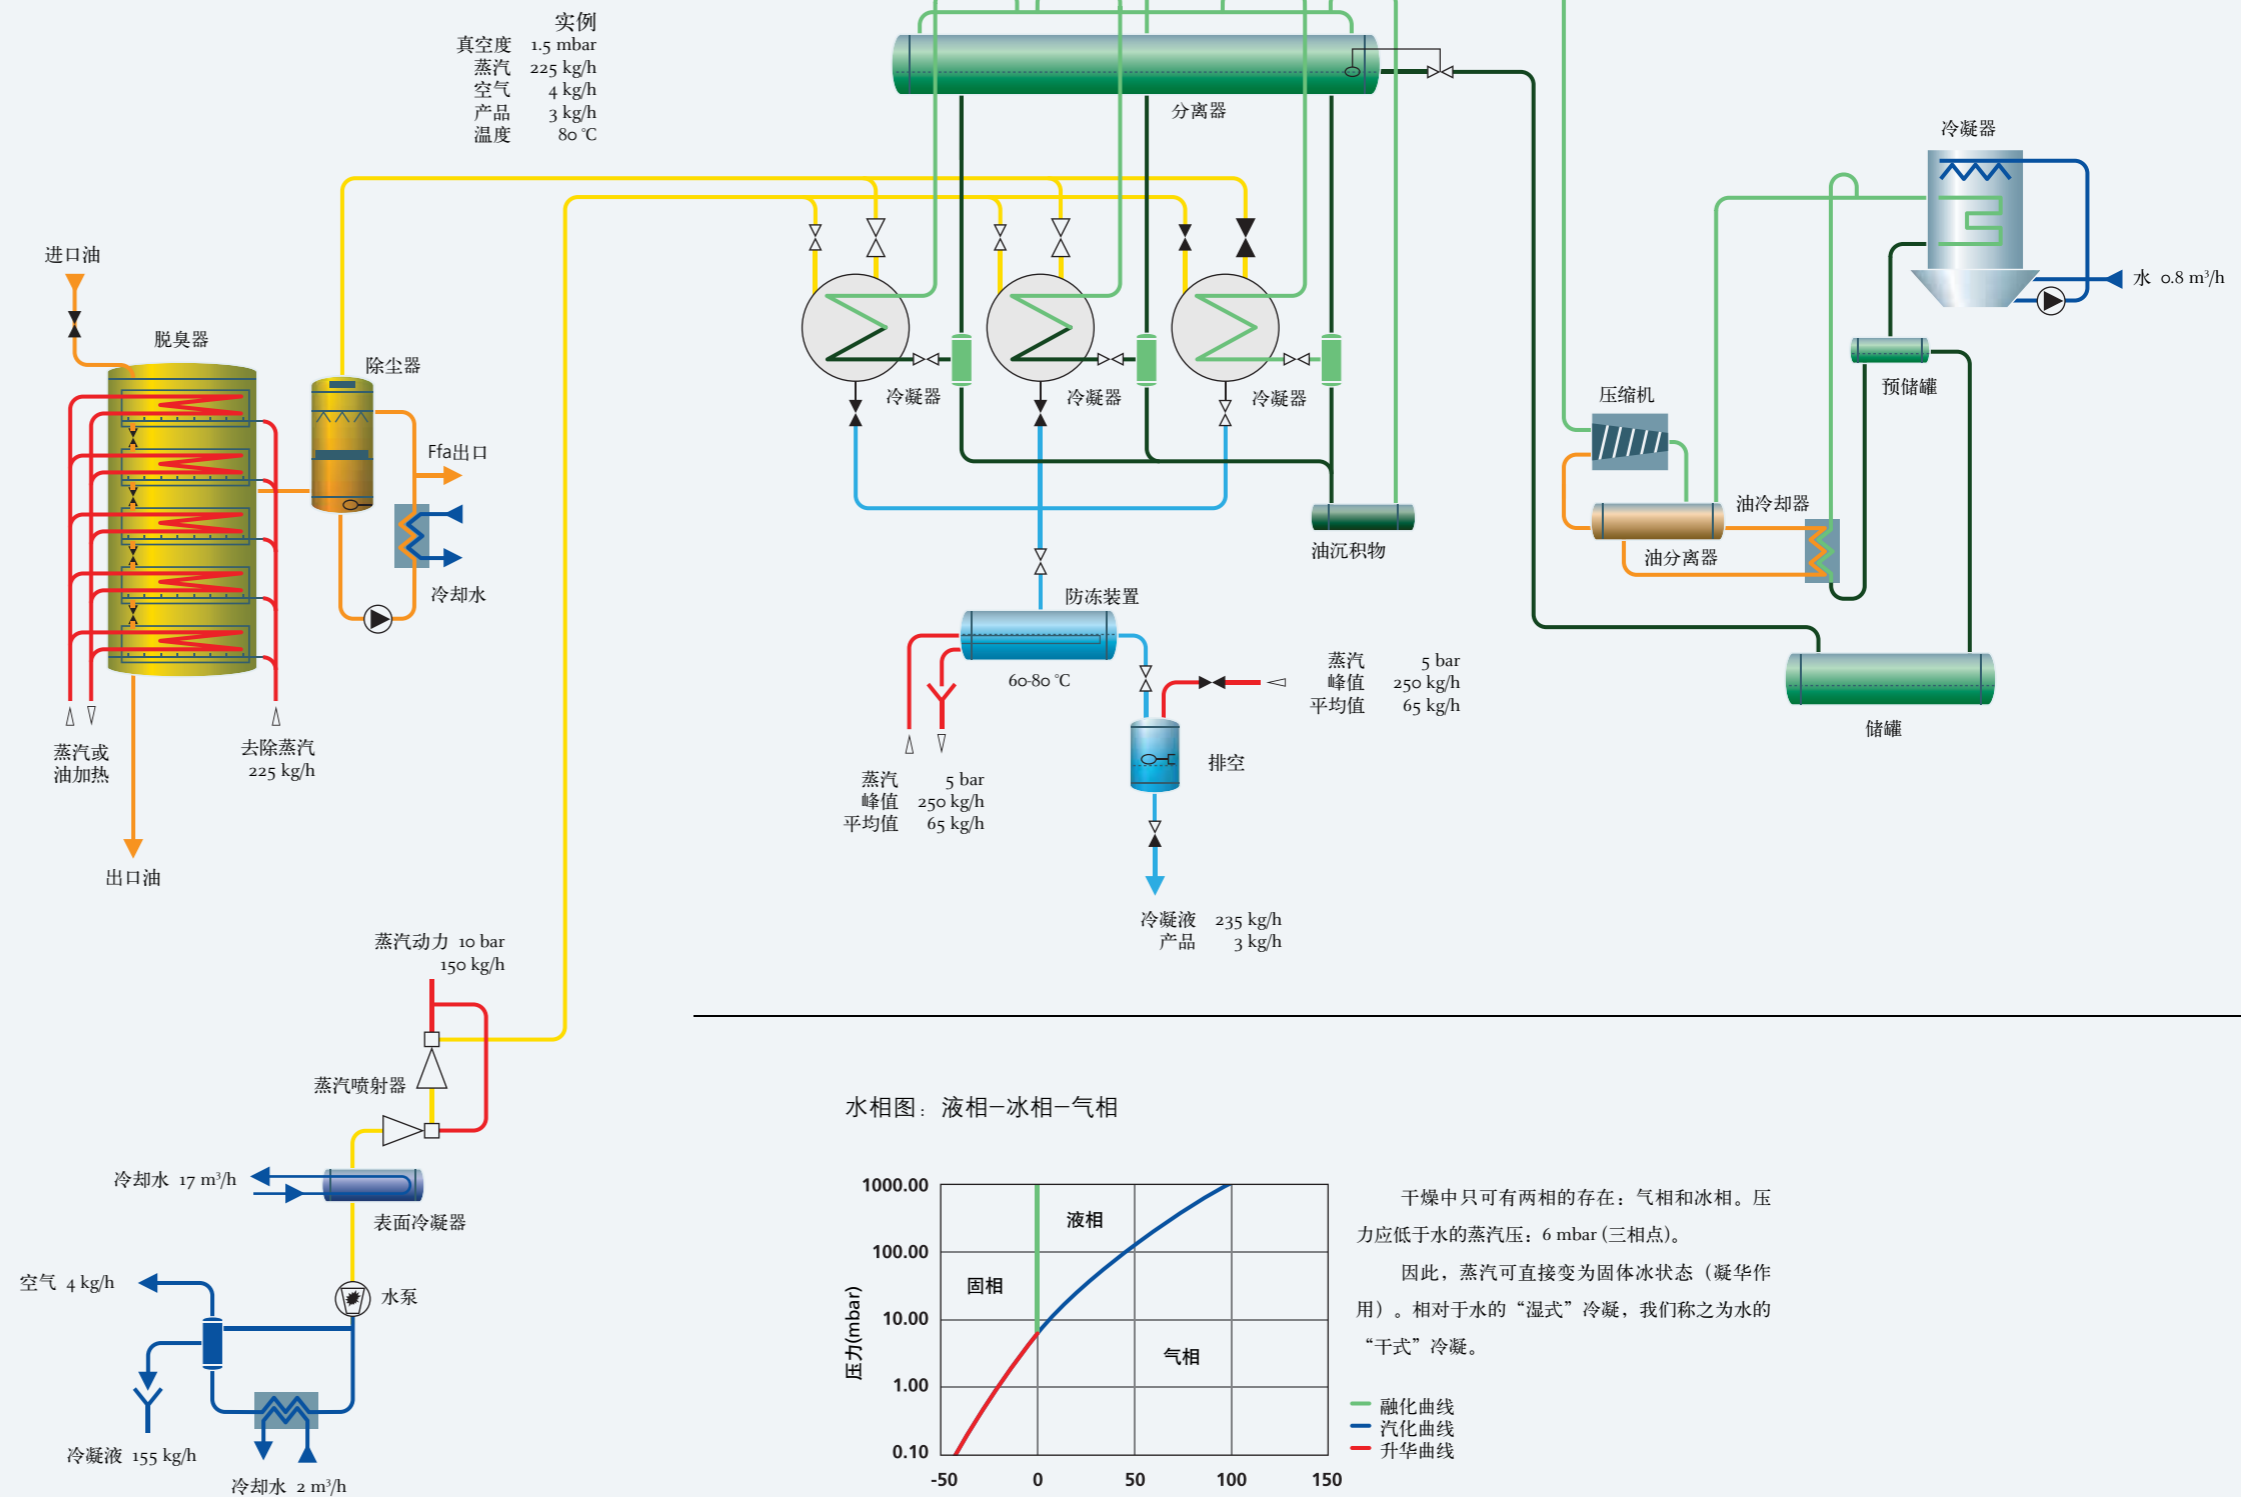 实例
真空度 1.5 mbar
蒸汽 225 kg/h
空气 4 kg/h
产品 3 kg/h
温度 80 °C
分离器
冷凝器
水 0.8 m³/h
进口油
脱臭器
除尘器
Ffa出口
冷却水
冷凝器
冷凝器
冷凝器
预储罐
压缩机
油冷却器
油分离器
油沉积物
储罐
防冻装置
60-80 °C
蒸汽 5 bar
峰值 250 kg/h
平均值 65 kg/h
蒸汽或
油加热
去除蒸汽
225 kg/h
蒸汽 5 bar
峰值 250 kg/h
平均值 65 kg/h
排空
出口油
冷凝液 235 kg/h
产品 3 kg/h
蒸汽动力 10 bar
150 kg/h
蒸汽喷射器
冷却水 17 m³/h
表面冷凝器
空气 4 kg/h
水泵
冷凝液 155 kg/h
冷却水 2 m³/h
水相图：液相–冰相–气相
1000.00
100.00
10.00
1.00
0.10
压力(mbar)
-50 0 50 100 150
液相
固相
气相
干燥中只可有两相的存在：气相和冰相。压
力应低于水的蒸汽压：6 mbar (三相点)。
因此，蒸汽可直接变为固体冰状态（凝华作
用）。相对于水的“湿式”冷凝，我们称之为水的
“干式”冷凝。
融化曲线
汽化曲线
升华曲线